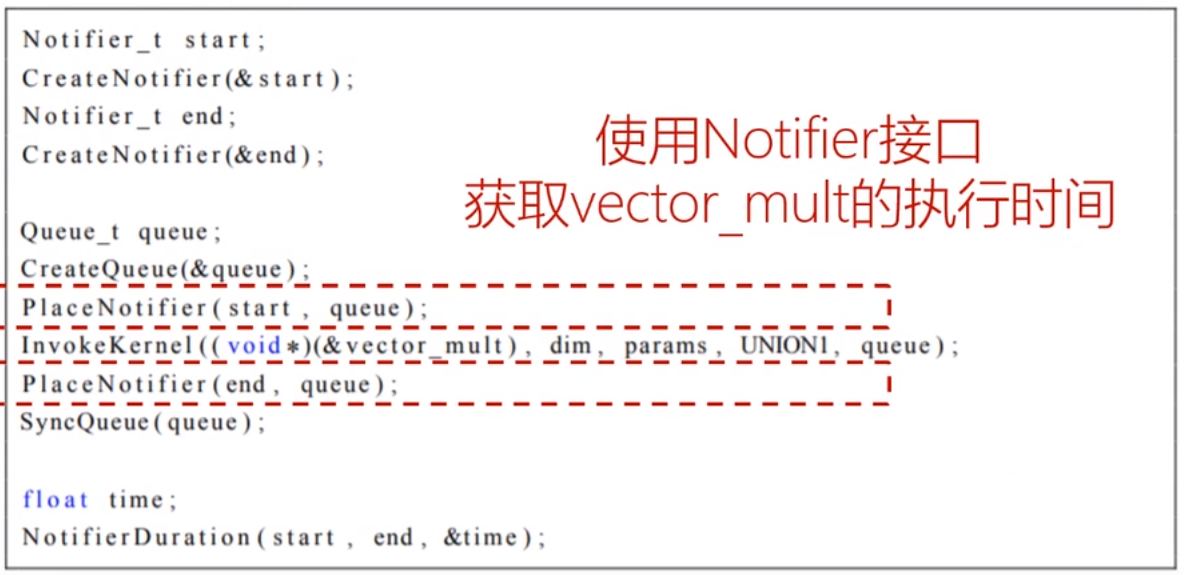 Notifier_t start;
CreateNotifier(&start);
Notifier_t end;
CreateNotifier(&end);
使用Notifier接口
获取vector_mult的执行时间
Queue_t queue;
CreateQueue(&queue);
PlaceNotifier(start, queue);
InvokeKernel((void*)(&vector_mult), dim, params, UNION1, queue);
PlaceNotifier(end, queue);
SyncQueue(queue);
float time;
NotifierDuration(start, end, &time);